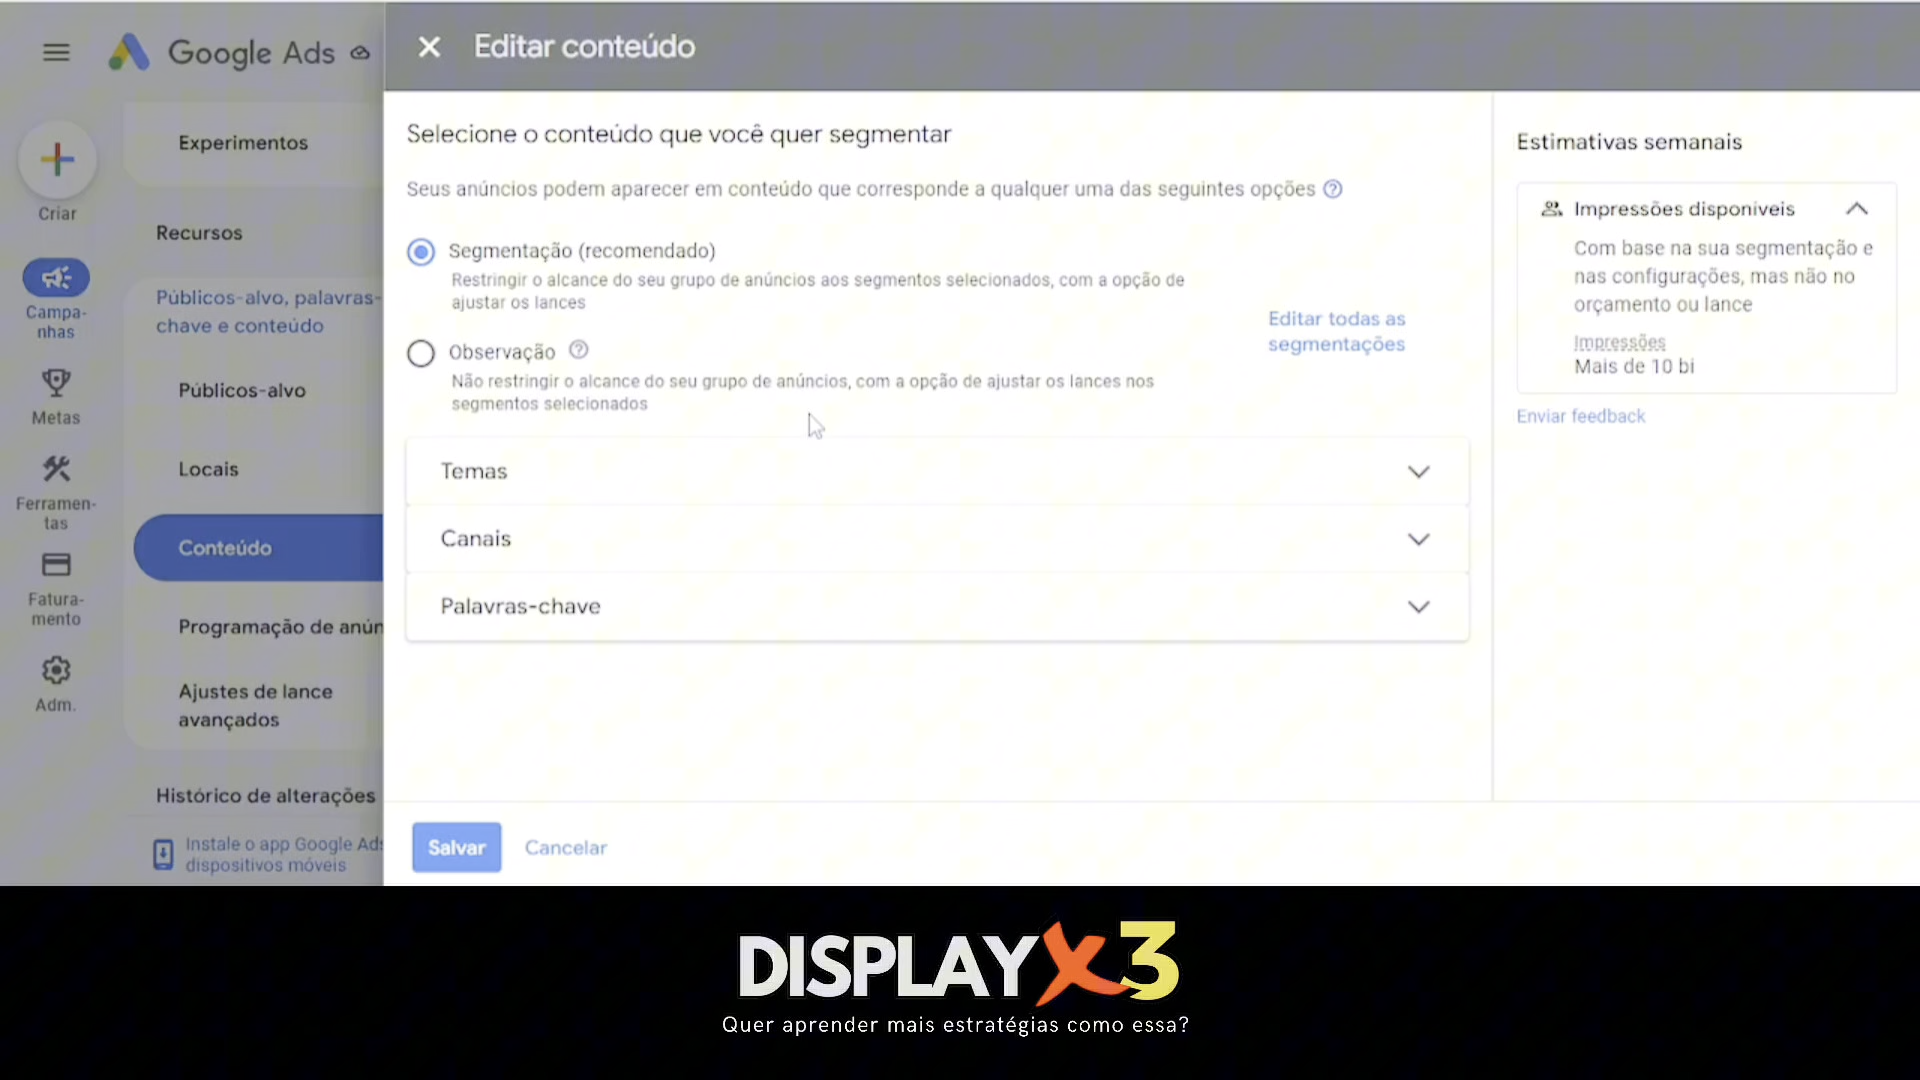 Google Ads
Criar
Campa-
nhas
Metas
Ferramen-
tas
Fatura-
mento
Adm.
Experimentos
Recursos
Públicos-alvo, palavras-
chave e conteúdo
Públicos-alvo
Locais
Conteúdo
Programação de anún
Ajustes de lance
avançados
Histórico de alterações
Instale o app Google Ads
dispositivos móveis
Editar conteúdo
Selecione o conteúdo que você quer segmentar
Seus anúncios podem aparecer em conteúdo que corresponde a qualquer uma das seguintes opções
Segmentação (recomendado)
Restringir o alcance do seu grupo de anúncios aos segmentos selecionados, com a opção de
ajustar os lances
Observação
Não restringir o alcance do seu grupo de anúncios, com a opção de ajustar os lances nos
segmentos selecionados
Editar todas as
segmentações
Temas
Canais
Palavras-chave
Salvar
Cancelar
Estimativas semanais
Impressões disponíveis
Com base na sua segmentação e
nas configurações, mas não no
orçamento ou lance
Impressões
Mais de 10 bi
Enviar feedback
DISPLAYX3
Quer aprender mais estratégias como essa?